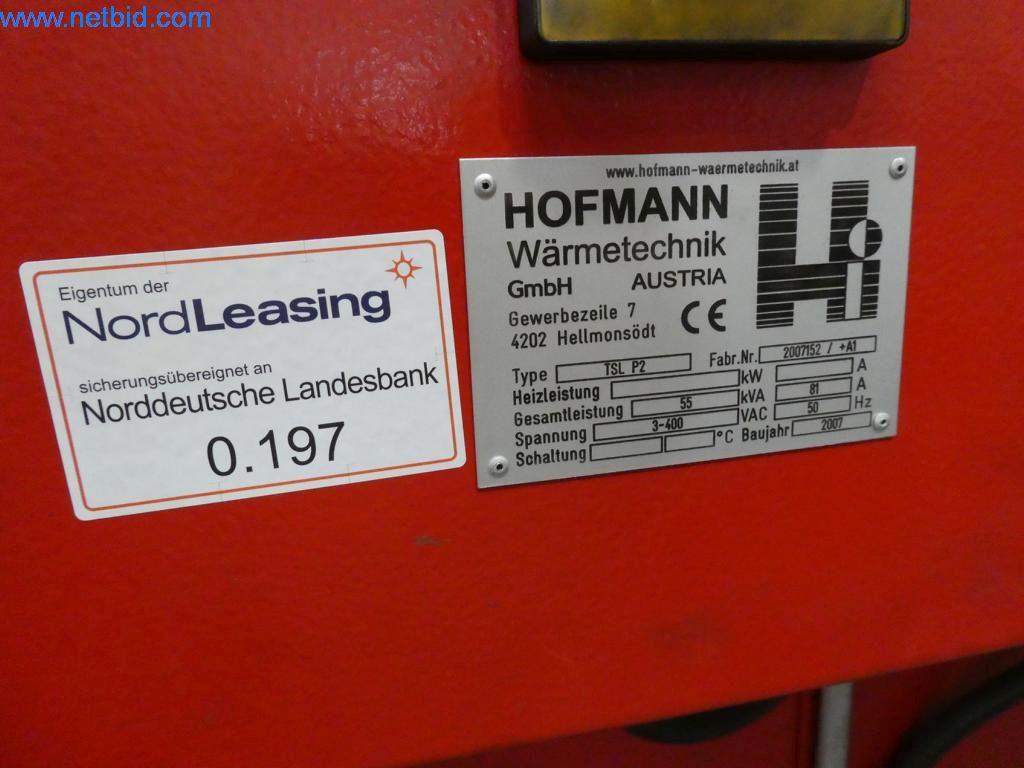 www.netbid.com
Eigentum der
NordLeasing
sicherungsübereignet an
Norddeutsche Landesbank
0.197
www.hofmann-waermetechnik.at
HOFMANN
Wärmetechnik
GmbH AUSTRIA
Gewerbezeile 7
4202 Hellmonsödt
CE
Hi
Type TSL P2 Fabr.Nr. 2007152 / +A1
Heizleistung kW A
Gesamtleistung 55 kVA 81 A
Spannung 3-400 VAC 50 Hz
Schaltung °C Baujahr 2007